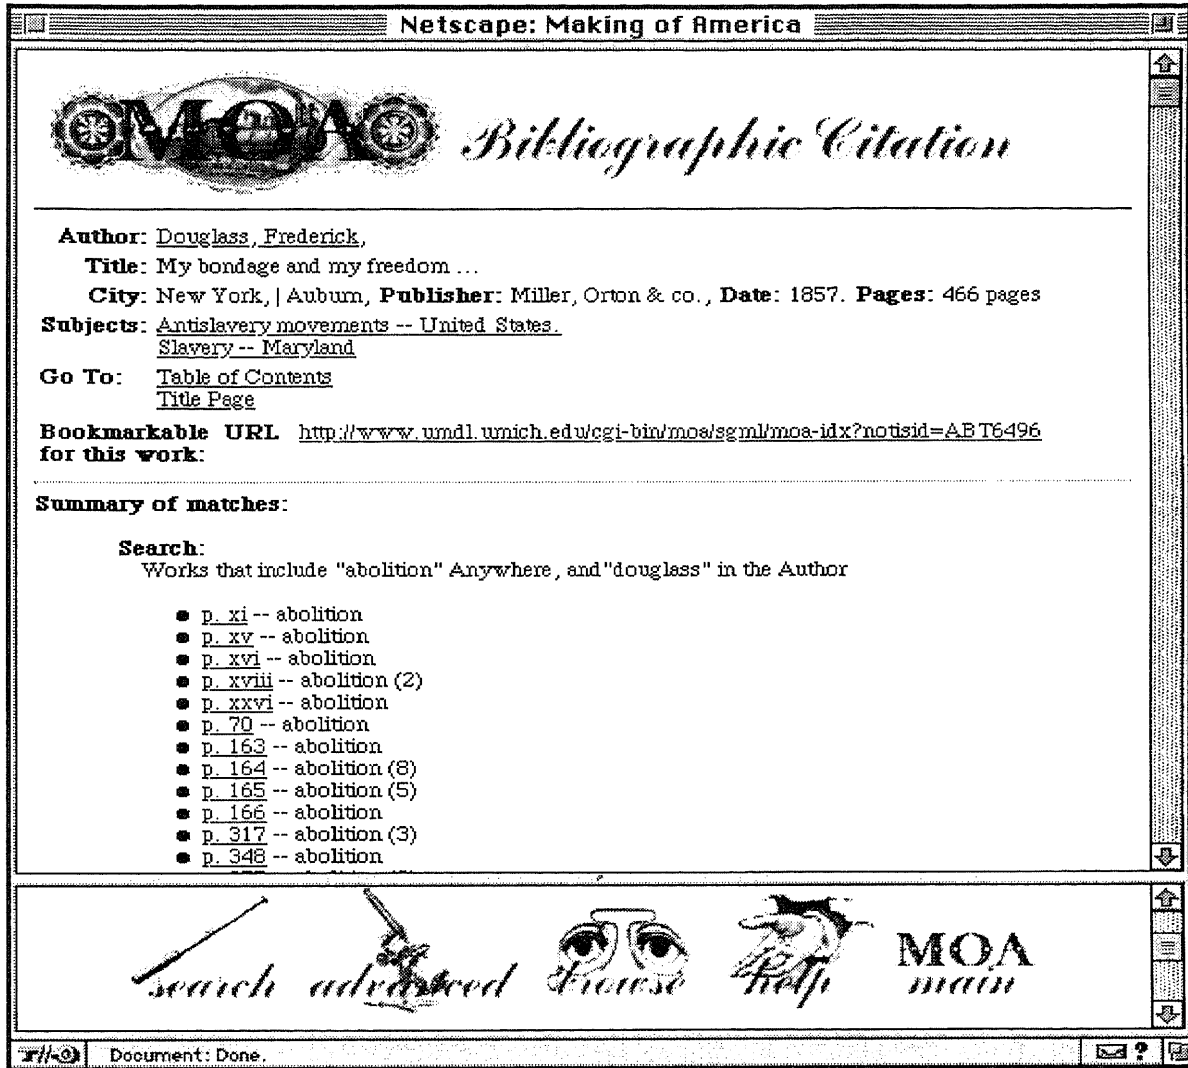 Netscape: Making of America
MOA Bibliographic Citation
Author: Douglass, Frederick,
Title: My bondage and my freedom ...
City: New York, | Auburn, Publisher: Miller, Orton & co., Date: 1857. Pages: 466 pages
Subjects: Antislavery movements -- United States.
Slavery -- Maryland
Go To: Table of Contents
Title Page
Bookmarkable URL http://www.umdl.umich.edu/cgi-bin/moa/sgml/moa-idx?notisid=ABT6496
for this work:
Summary of matches:
Search:
Works that include "abolition" Anywhere, and "douglass" in the Author
p. xi -- abolition
p. xv -- abolition
p. xvi -- abolition
p. xviii -- abolition (2)
p. xxvi -- abolition
p. 70 -- abolition
p. 163 -- abolition
p. 164 -- abolition (8)
p. 165 -- abolition (5)
p. 166 -- abolition
p. 317 -- abolition (3)
p. 348 -- abolition
search advanced browse help MOA main
Document: Done. ?